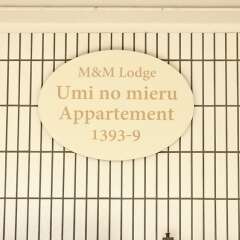 M&M Lodge
Umi no mieru
Appartement
1393-9